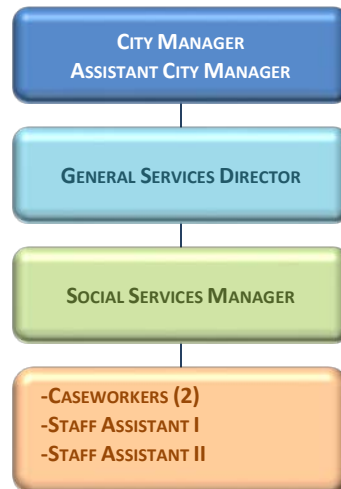 CITY MANAGER
ASSISTANT CITY MANAGER
GENERAL SERVICES DIRECTOR
SOCIAL SERVICES MANAGER
-CASEWORKERS (2)
-STAFF ASSISTANT I
-STAFF ASSISTANT II